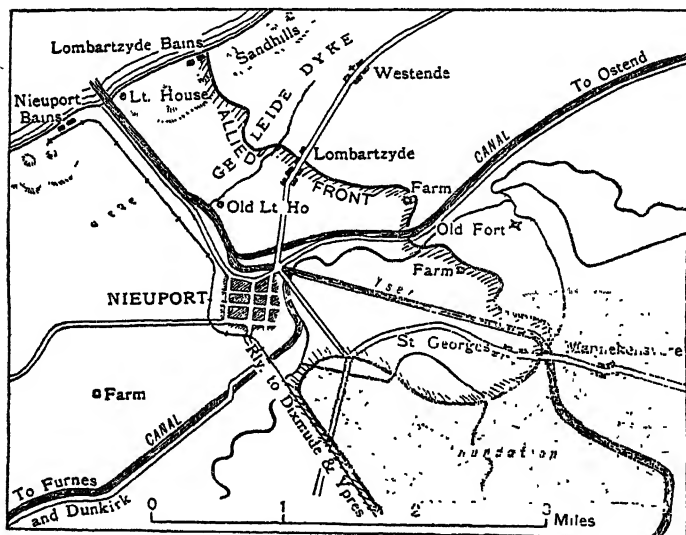 Lombartzyde Bains
Sandhills
Nieuport
Bains
Lt. House
Westende
To Ostend
CANAL
GELEIDE DYKE
ALLIED
FRONT
Lombartzyde
Farm
Old Lt Ho
Old Fort
Farm
Yser
NIEUPORT
St Georges
Farm
Rly. to Dixmude & Ypres
CANAL
To Furnes
and Dunkirk
0 1 2 3 Miles